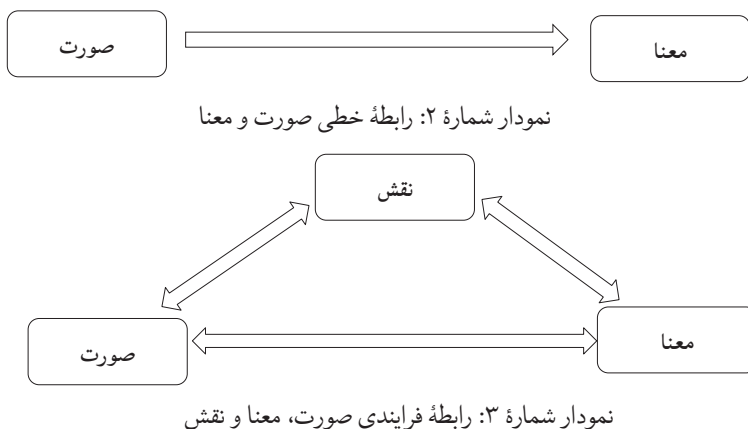 صورت
معنا
نمودار شمارهٔ ۲: رابطهٔ خطی صورت و معنا
نقش
صورت
معنا
نمودار شمارهٔ ۳: رابطهٔ فرایندی صورت، معنا و نقش